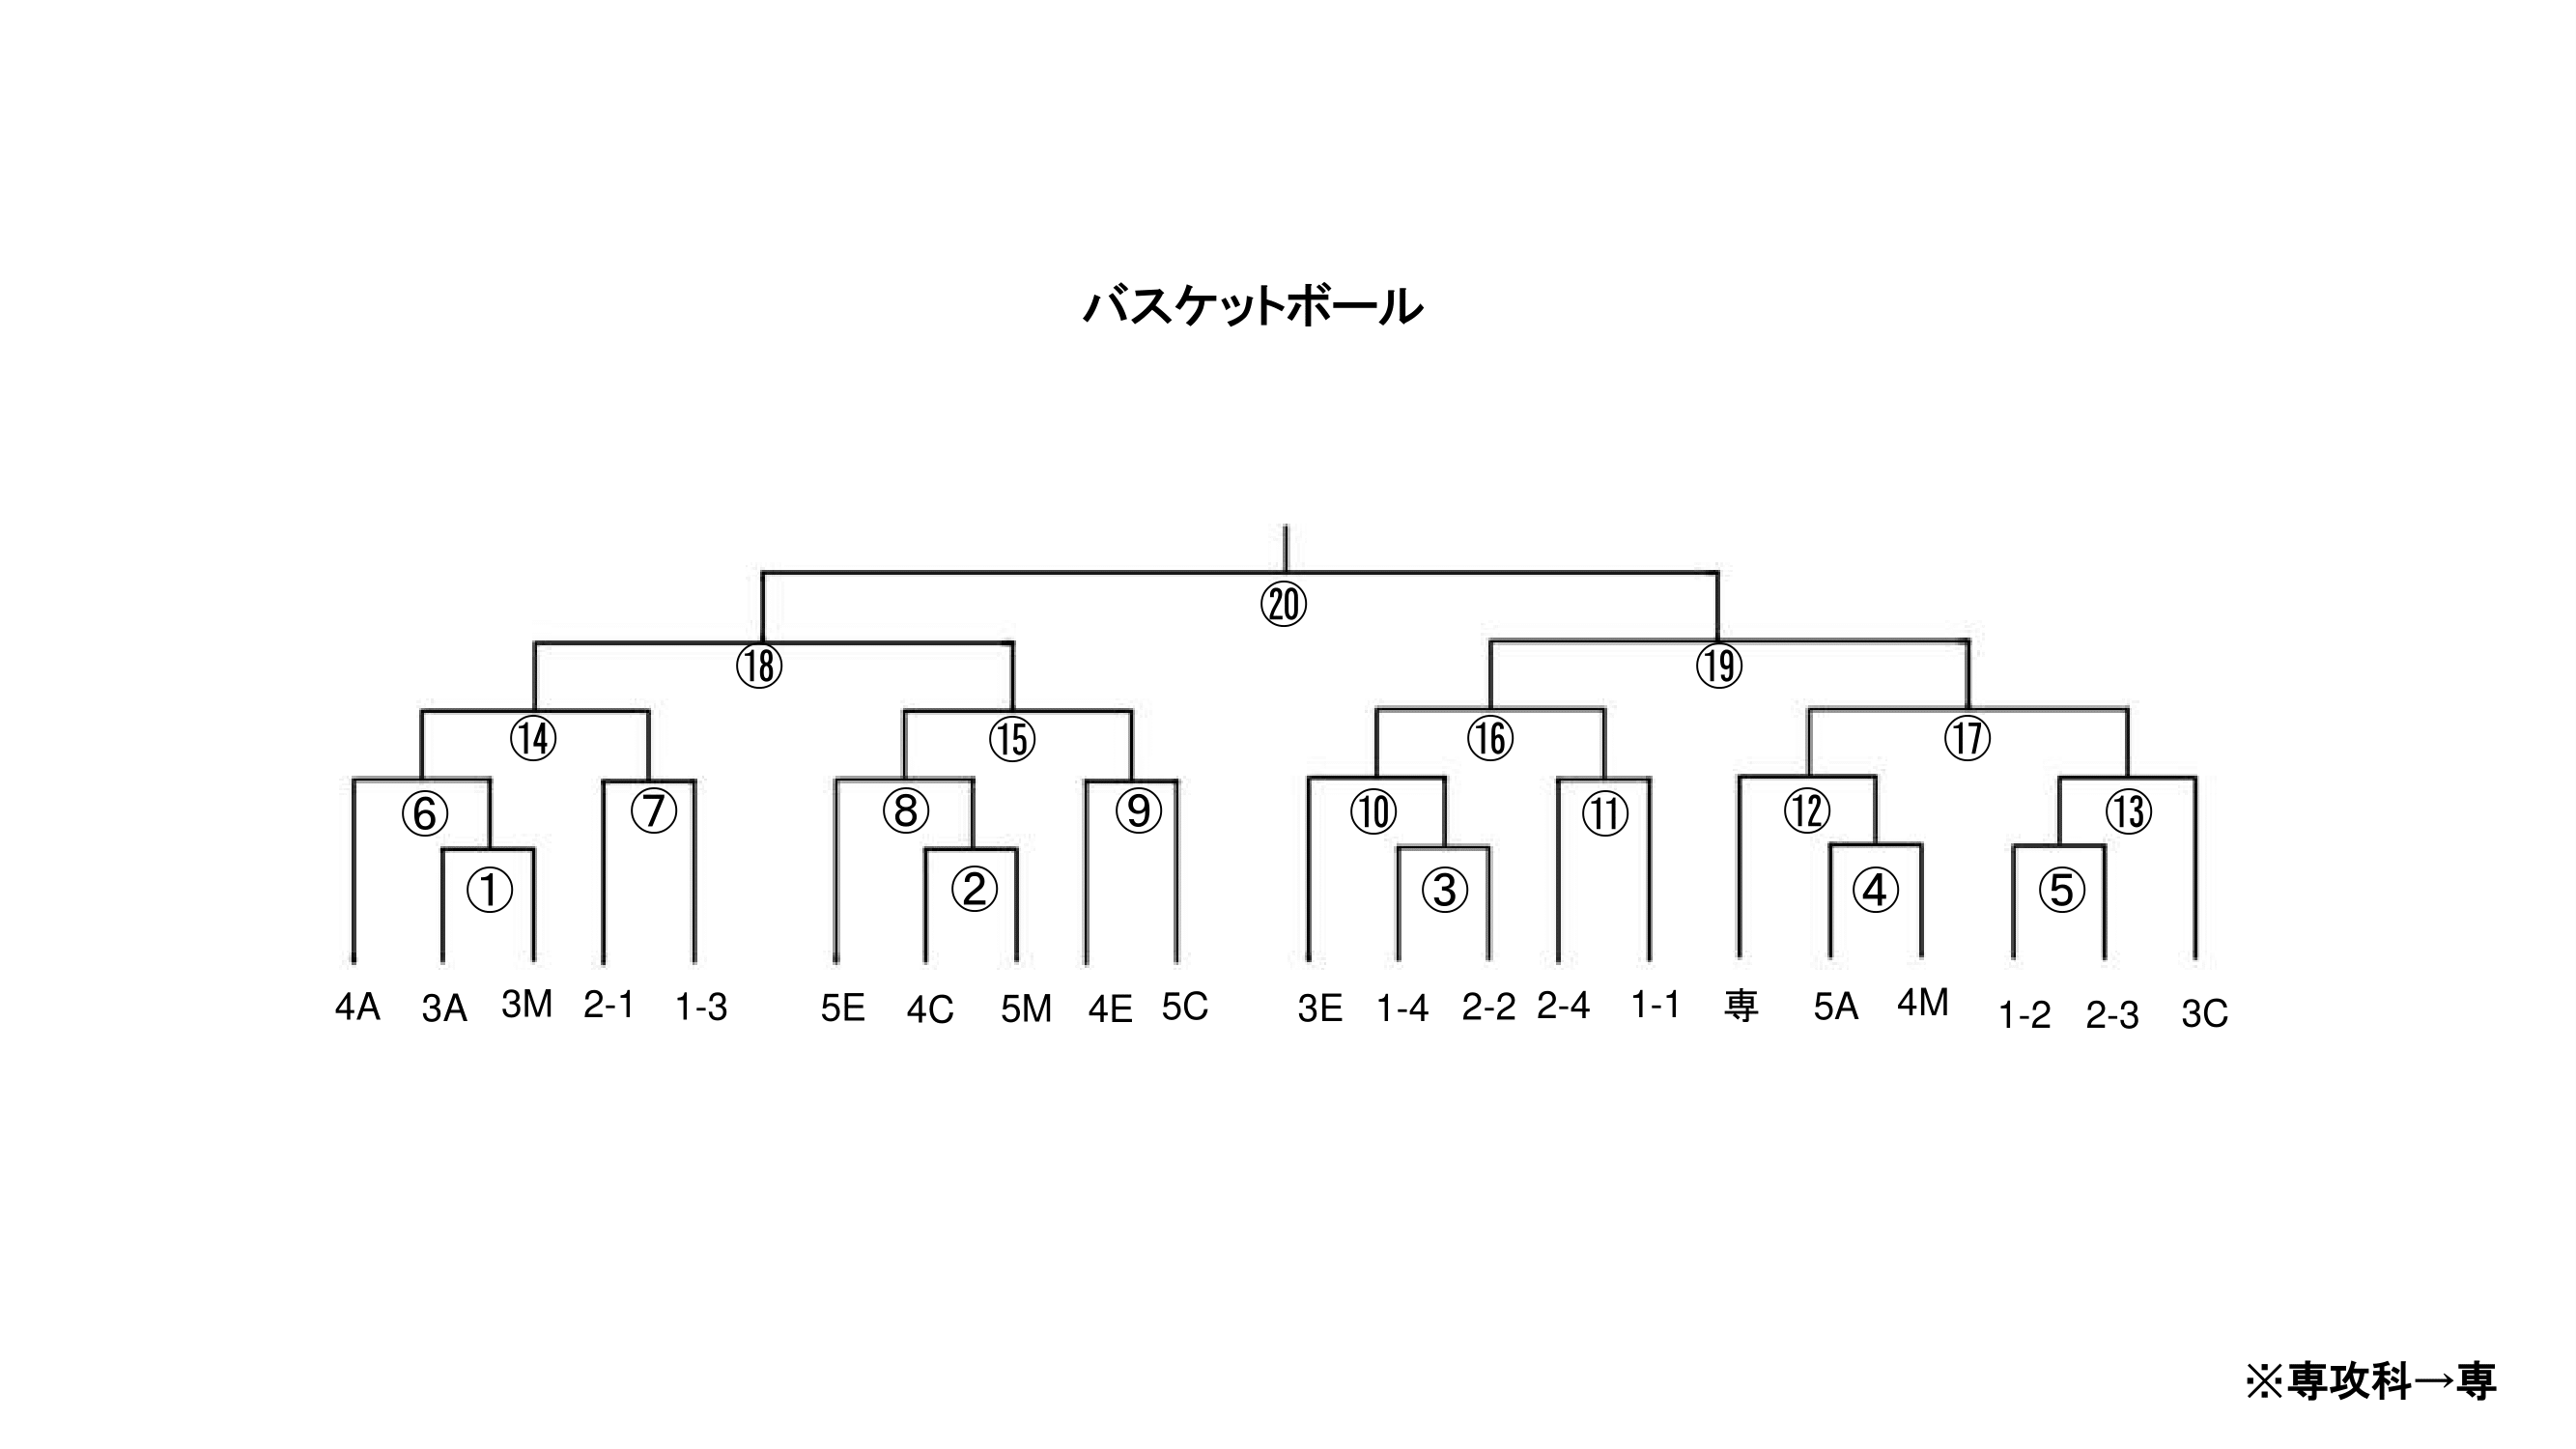 バスケットボール
⑳
⑱ ⑲
⑭ ⑮ ⑯ ⑰
⑥ ⑦ ⑧ ⑨ ⑩ ⑪ ⑫ ⑬
① ② ③ ④ ⑤
4A 3A 3M 2-1 1-3 5E 4C 5M 4E 5C 3E 1-4 2-2 2-4 1-1 専 5A 4M 1-2 2-3 3C
※専攻科→専